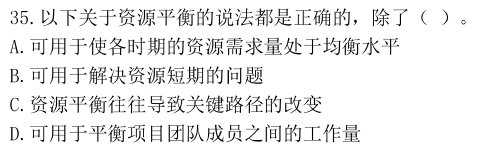 35.以下关于资源平衡的说法都是正确的，除了（ ）。
A.可用于使各时期的资源需求量处于均衡水平
B.可用于解决资源短期的问题
C.资源平衡往往导致关键路径的改变
D.可用于平衡项目团队成员之间的工作量